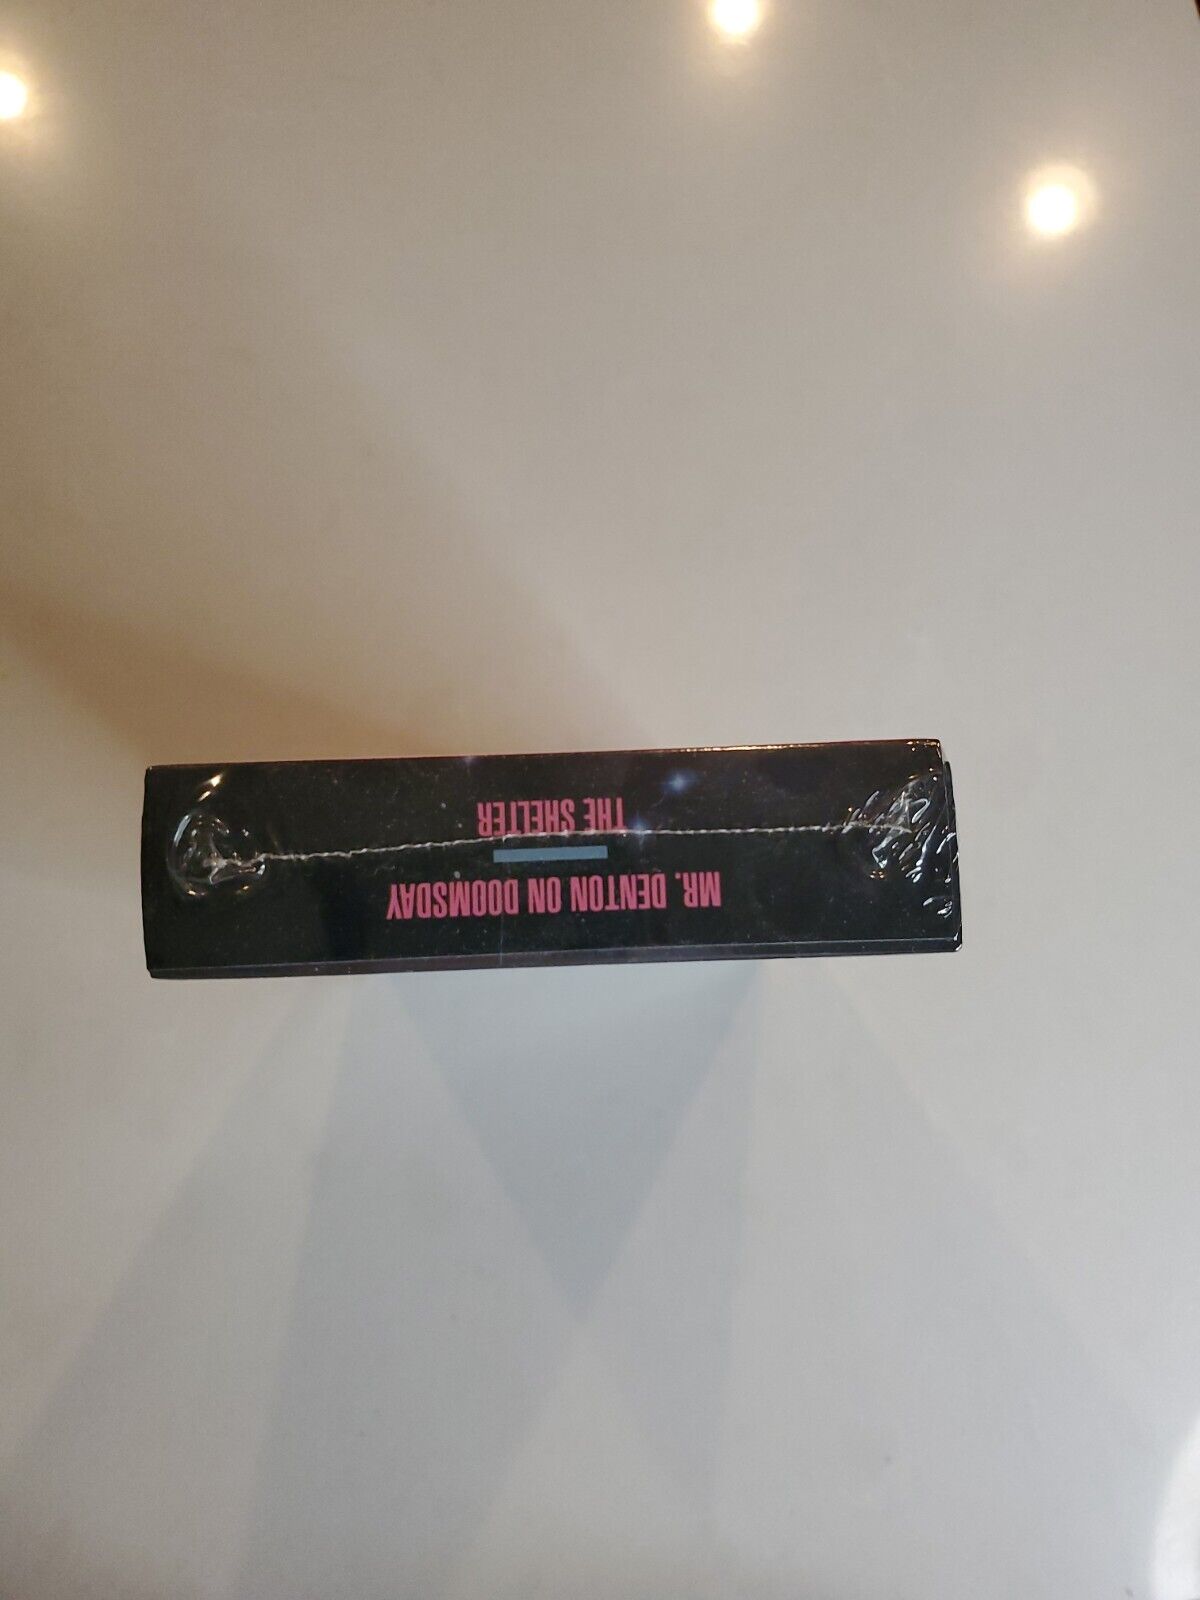 MR. DENTON ON DOOMSDAY
THE SHELTER